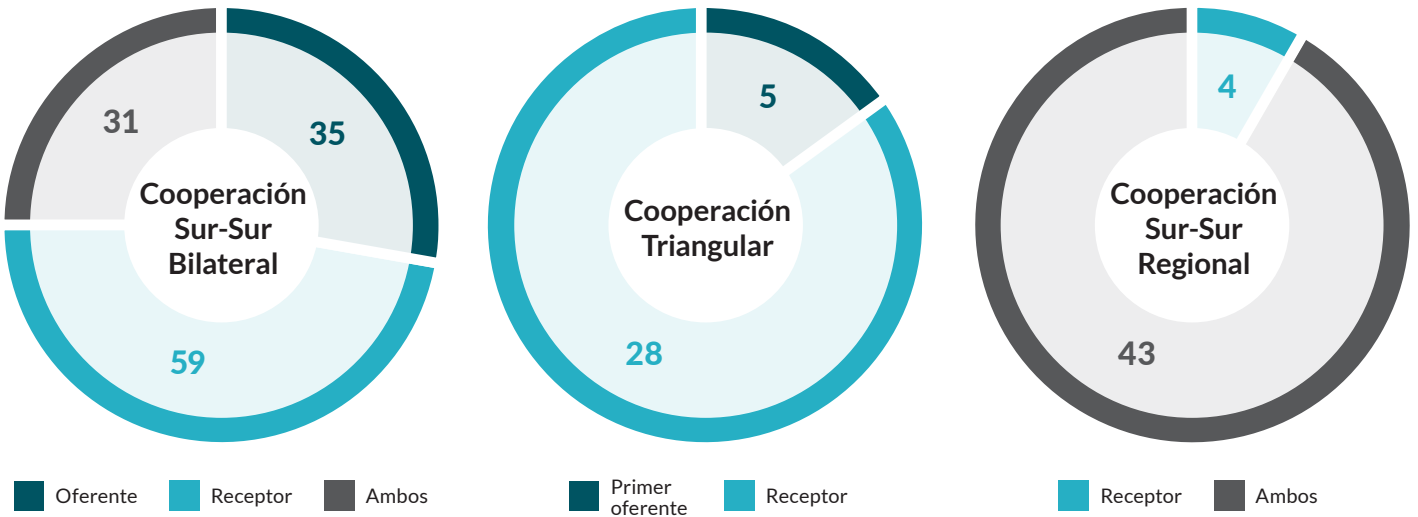 31
35
59
Cooperación
Sur-Sur
Bilateral
Oferente
Receptor
Ambos
5
28
Cooperación
Triangular
Primer
oferente
Receptor
4
43
Cooperación
Sur-Sur
Regional
Receptor
Ambos